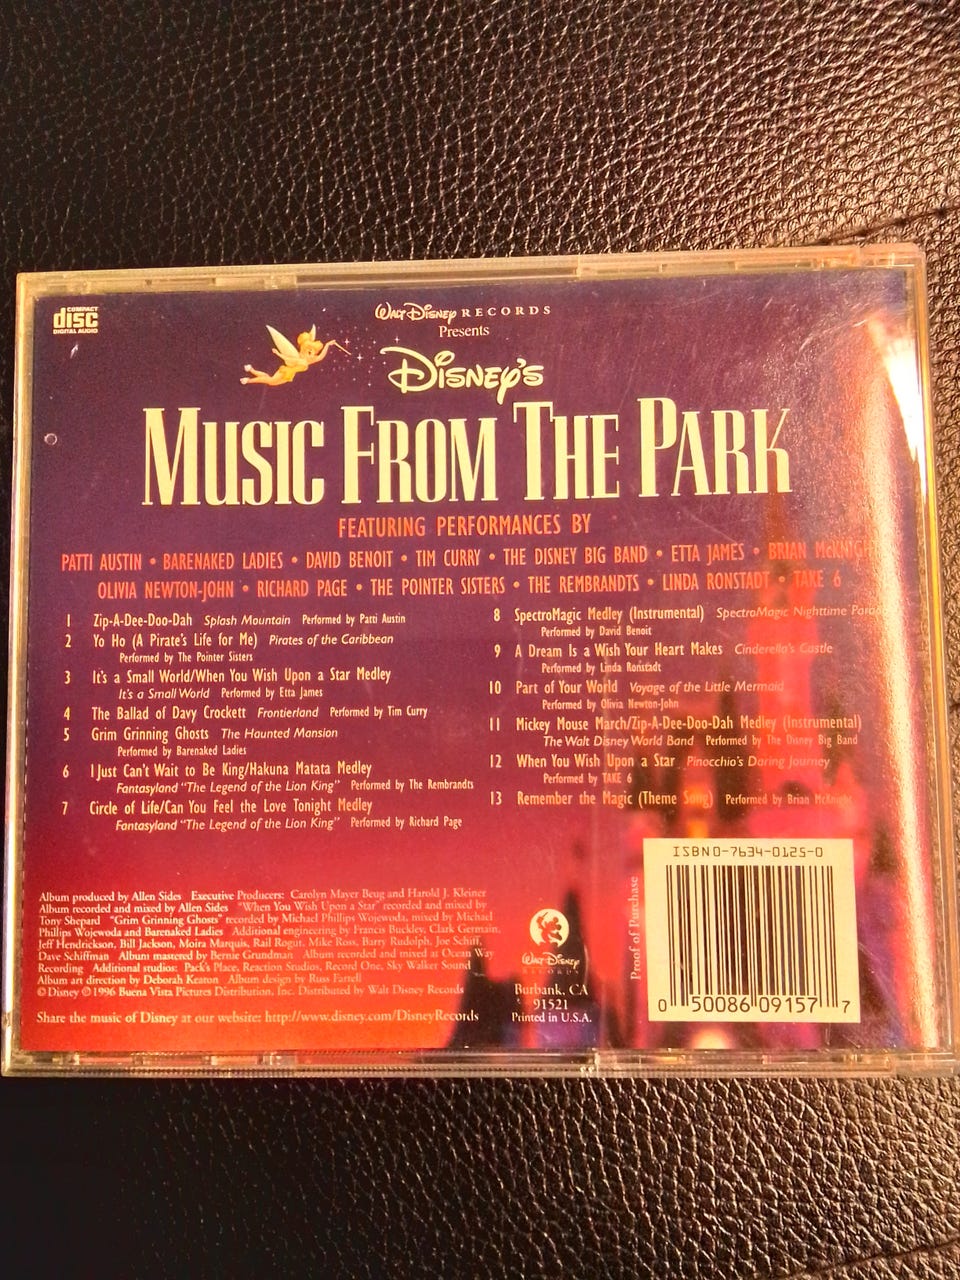 COMPACT
disc
DIGITAL AUDIO
WALT DISNEY RECORDS
Presents
DISNEY'S
MUSIC FROM THE PARK
FEATURING PERFORMANCES BY
PATTI AUSTIN • BARENAKED LADIES • DAVID BENOIT • TIM CURRY • THE DISNEY BIG BAND • ETTA JAMES • BRIAN McKNIGH
OLIVIA NEWTON-JOHN • RICHARD PAGE • THE POINTER SISTERS • THE REMBRANDTS • LINDA RONSTADT • TAKE 6
1 Zip-A-Dee-Doo-Dah Splash Mountain Performed by Patti Austin
2 Yo Ho (A Pirate's Life for Me) Pirates of the Caribbean
Performed by The Pointer Sisters
3 It's a Small World/When You Wish Upon a Star Medley
It's a Small World Performed by Etta James
4 The Ballad of Davy Crockett Frontierland Performed by Tim Curry
5 Grim Grinning Ghosts The Haunted Mansion
Performed by Barenaked Ladies
6 I Just Can't Wait to Be King/Hakuna Matata Medley
Fantasyland "The Legend of the Lion King" Performed by The Rembrandts
7 Circle of Life/Can You Feel the Love Tonight Medley
Fantasyland "The Legend of the Lion King" Performed by Richard Page
8 SpectroMagic Medley (Instrumental) SpectroMagic Nighttime Parad
Performed by David Benoit
9 A Dream Is a Wish Your Heart Makes Cinderella's Castle
Performed by Linda Ronstadt
10 Part of Your World Voyage of the Little Mermaid
Performed by Olivia Newton-John
11 Mickey Mouse March/Zip-A-Dee-Doo-Dah Medley (Instrumental)
The Walt Disney World Band Performed by The Disney Big Band
12 When You Wish Upon a Star Pinocchio's Daring Journey
Performed by TAKE 6
13 Remember the Magic (Theme Song) Performed by Brian McKnight
Album produced by Allen Sides Executive Producers: Carolyn Mayer Beug and Harold J. Kleiner
Album recorded and mixed by Allen Sides "When You Wish Upon a Star" recorded and mixed by
Tony Shepard "Grim Grinning Ghosts" recorded by Michael Phillips Wojewoda, mixed by Michael
Phillips Wojewoda and Barenaked Ladies Additional engineering by Francis Buckley, Clark Germain,
Jeff Hendrickson, Bill Jackson, Moira Marquis, Rail Rogut, Mike Ross, Barry Rudolph, Joe Schiff,
Dave Schiffman Album mastered by Bernie Grundman Album recorded and mixed at Ocean Way
Recording Additional studios: Pack's Place, Reaction Studios, Record One, Sky Walker Sound
Album art direction by Deborah Keaton Album design by Russ Farrell
© Disney ℗ 1996 Buena Vista Pictures Distribution, Inc. Distributed by Walt Disney Records
Share the music of Disney at our website: http://www.disney.com/DisneyRecords
WALT DISNEY
RECORDS
Burbank, CA
91521
Printed in U.S.A.
Proof of Purchase
ISBN 0-7634-0125-0
0 50086 09157 7